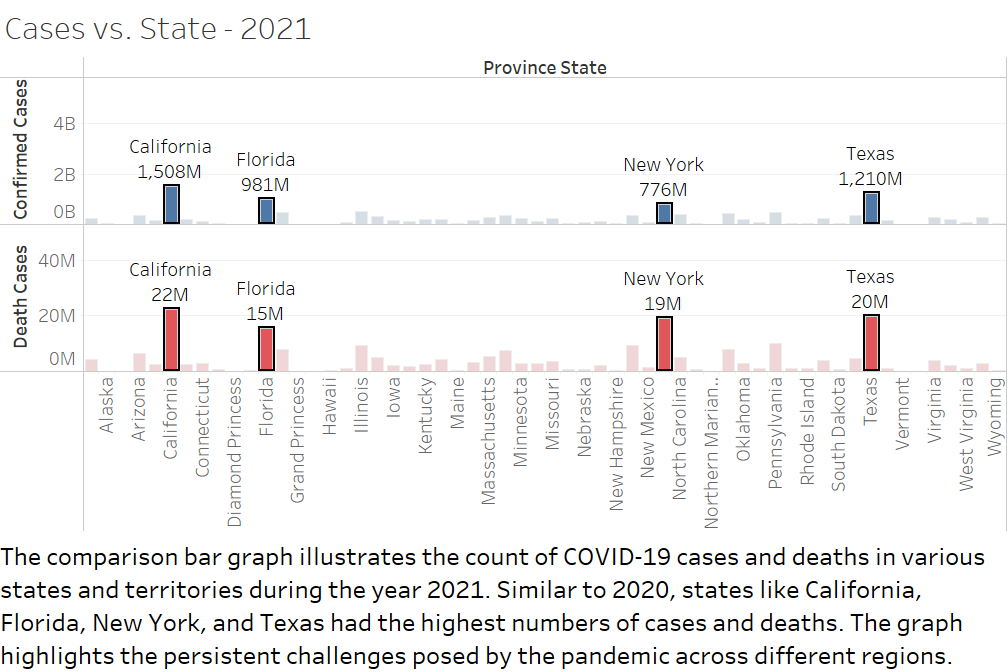 Cases vs. State - 2021
Province State
Confirmed Cases
4B
2B
0B
California
1,508M
Florida
981M
New York
776M
Texas
1,210M
Death Cases
40M
20M
0M
California
22M
Florida
15M
New York
19M
Texas
20M
Alaska
Arizona
California
Connecticut
Diamond Princess
Florida
Grand Princess
Hawaii
Illinois
Iowa
Kentucky
Maine
Massachusetts
Minnesota
Missouri
Nebraska
New Hampshire
New Mexico
North Carolina
Northern Marian..
Oklahoma
Pennsylvania
Rhode Island
South Dakota
Texas
Vermont
Virginia
West Virginia
Wyoming
The comparison bar graph illustrates the count of COVID-19 cases and deaths in various
states and territories during the year 2021. Similar to 2020, states like California,
Florida, New York, and Texas had the highest numbers of cases and deaths. The graph
highlights the persistent challenges posed by the pandemic across different regions.